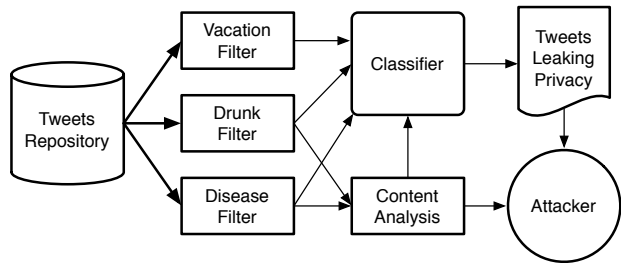 Vacation
Filter
Classifier
Tweets
Leaking
Privacy
Tweets
Repository
Drunk
Filter
Disease
Filter
Content
Analysis
Attacker